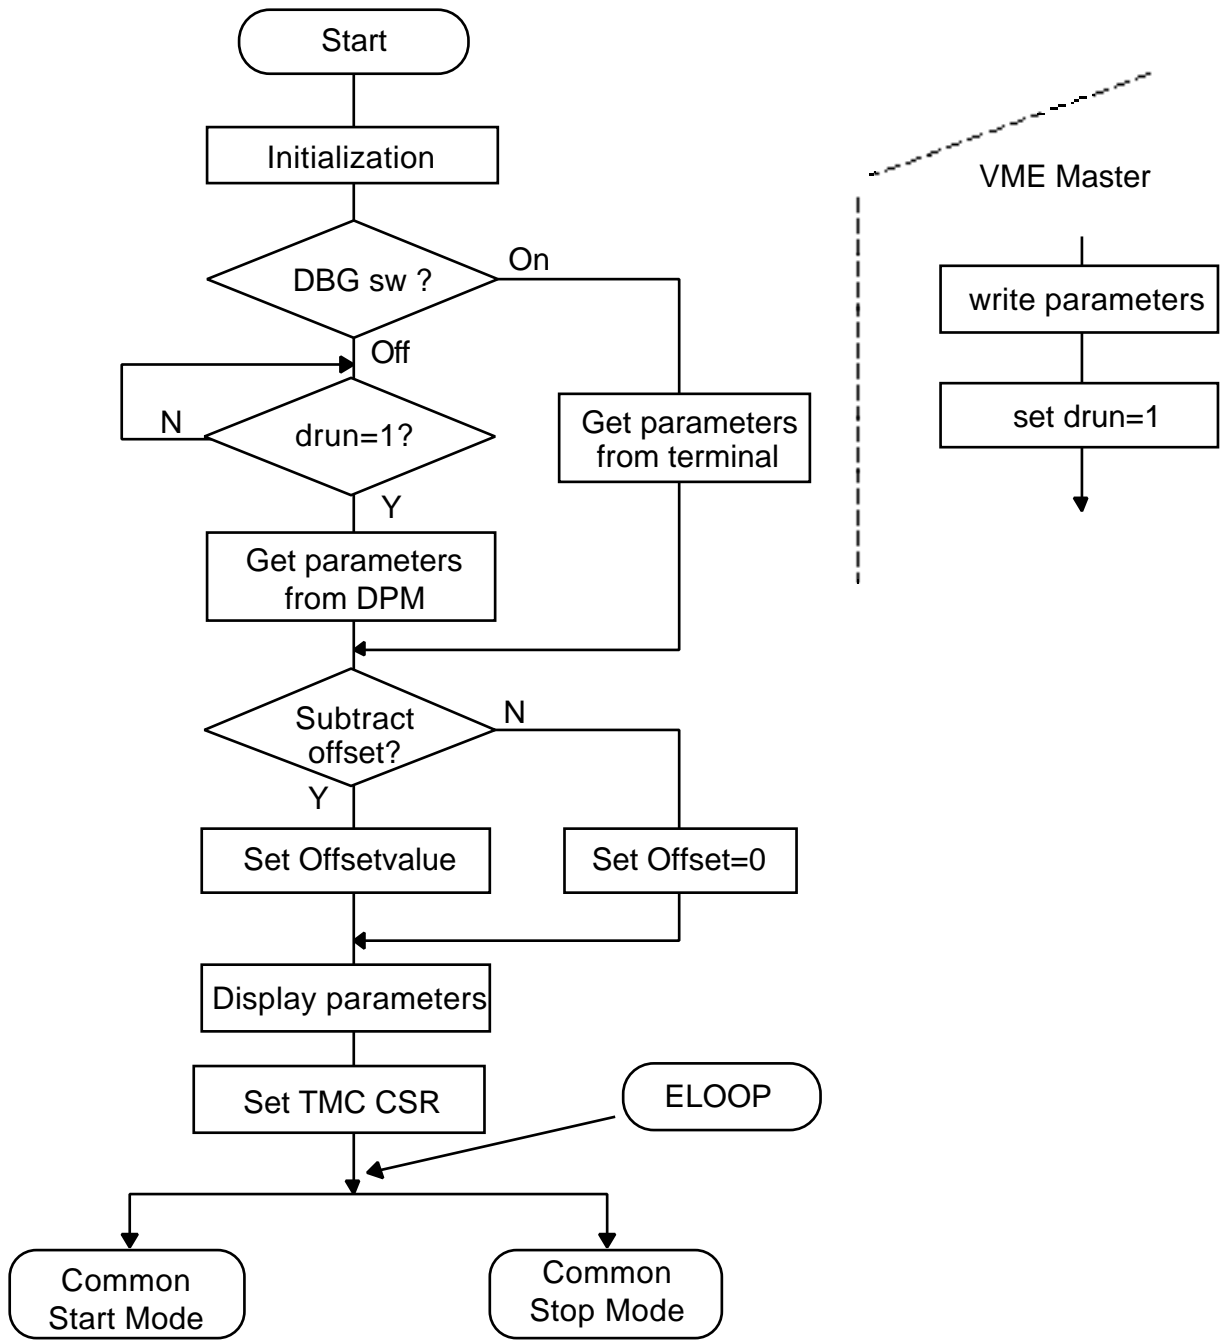 Start
Initialization
DBG sw ?
On
Off
drun=1?
N
Y
Get parameters
from DPM
Get parameters
from terminal
Subtract
offset?
N
Y
Set Offsetvalue
Set Offset=0
Display parameters
Set TMC CSR
ELOOP
Common
Start Mode
Common
Stop Mode
VME Master
write parameters
set drun=1